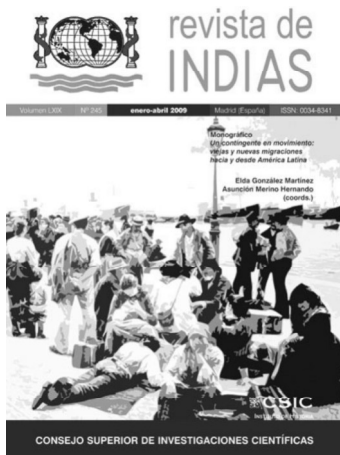 revista de
INDIAS
Volumen LXIX Nº 245 enero-abril 2009 Madrid (España) ISSN: 0034-8341
Monográfico
Un contingente en movimiento:
viejas y nuevas migraciones
hacia y desde América Latina
Elda González Martínez
Asunción Merino Hernando
(coords.)
CSIC
CONSEJO SUPERIOR DE INVESTIGACIONES CIENTÍFICAS